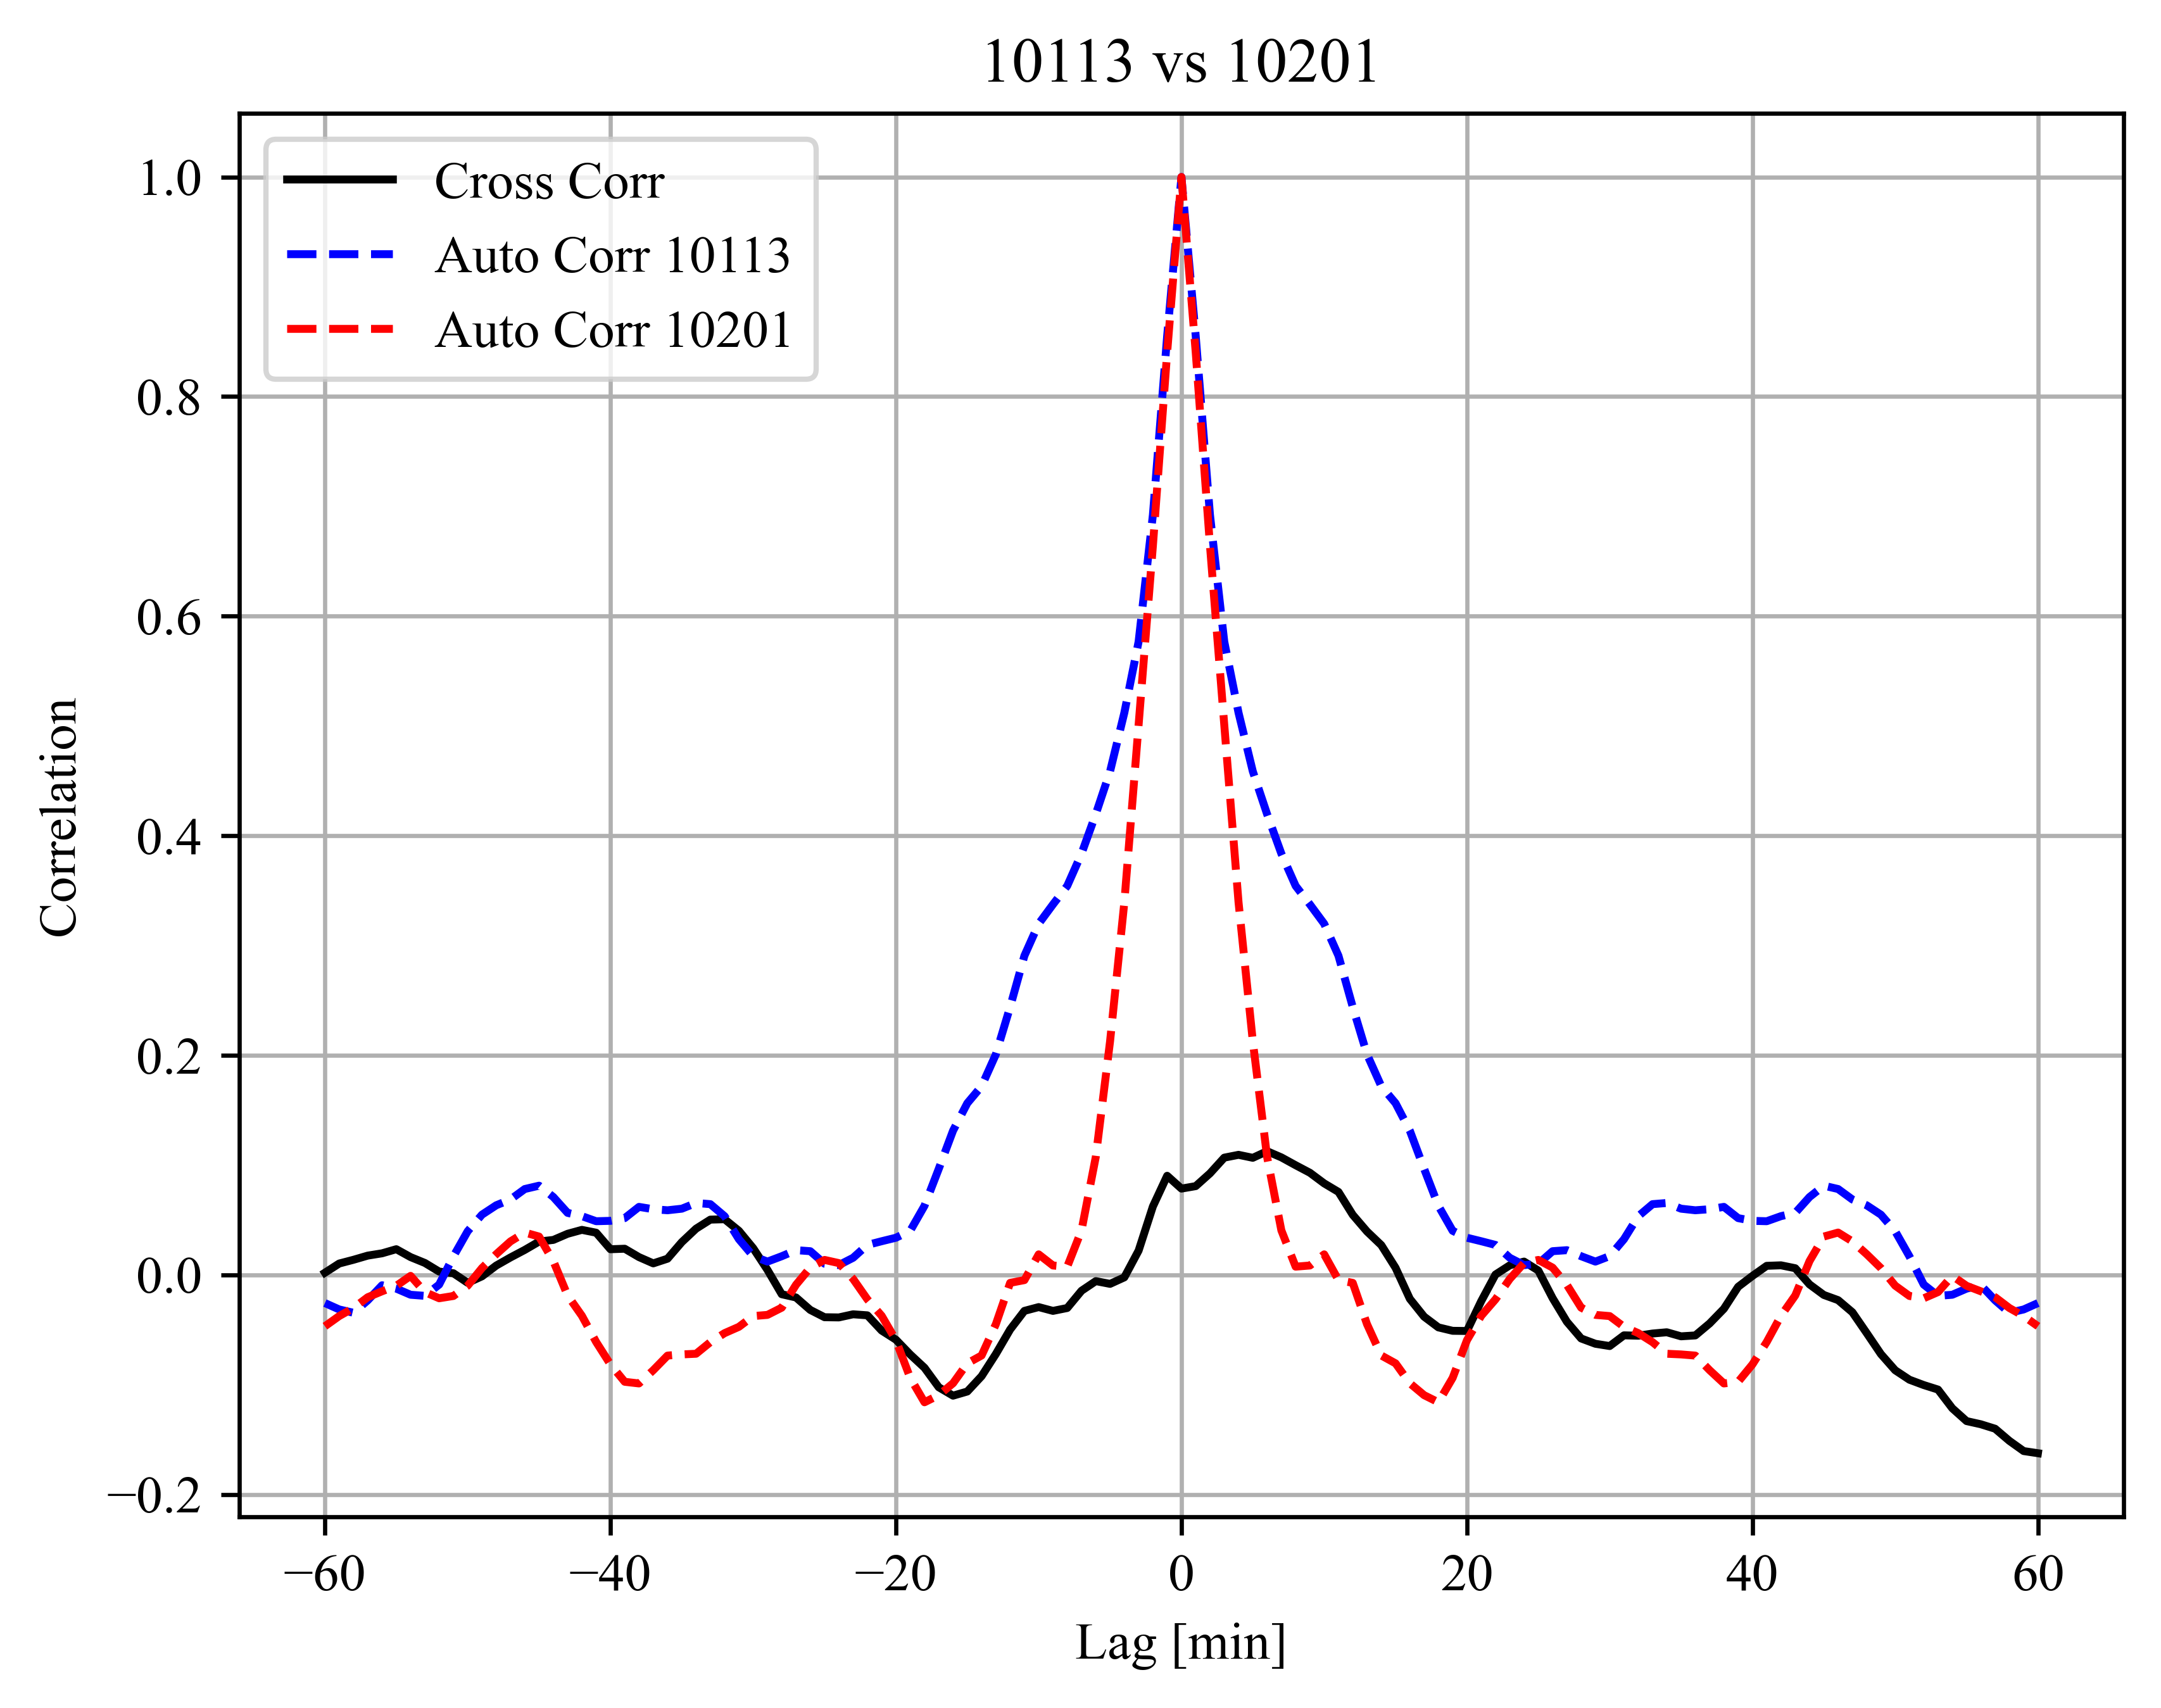 10113 vs 10201
Cross Corr
Auto Corr 10113
Auto Corr 10201
1.0
0.8
0.6
0.4
0.2
0.0
−0.2
Correlation
−60 −40 −20 0 20 40 60
Lag [min]